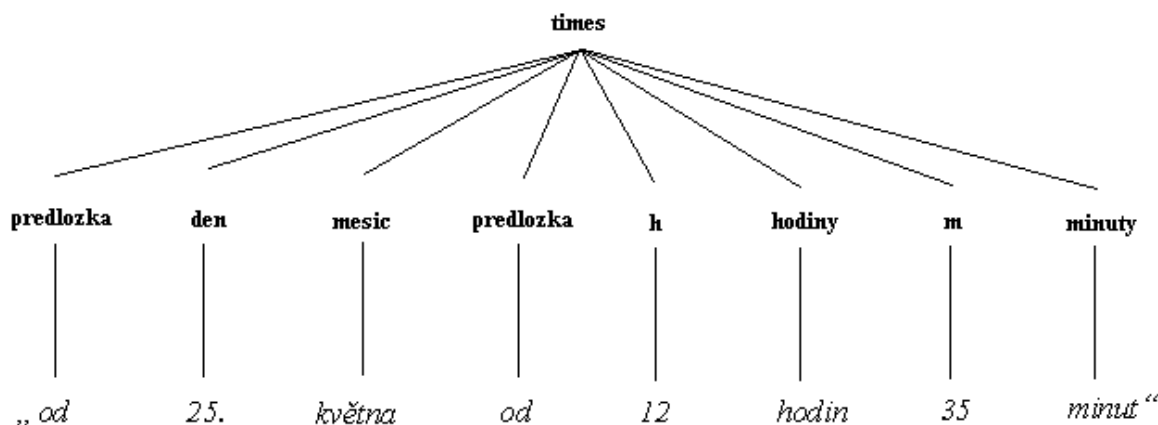 times
predlozka den mesic predlozka h hodiny m minuty
„od 25. května od 12 hodin 35 minut“